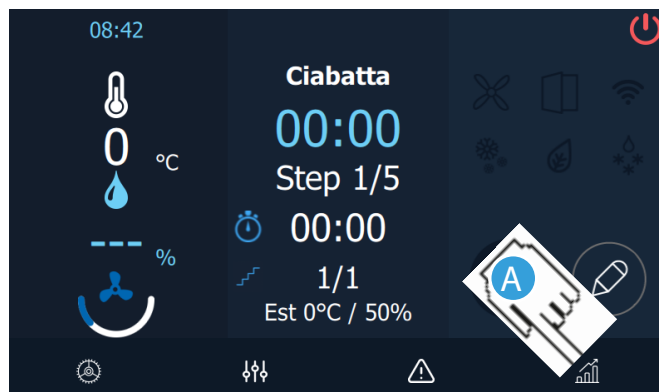 08:42
0 °C
--- %
Ciabatta
00:00
Step 1/5
00:00
1/1
Est 0°C / 50%
A